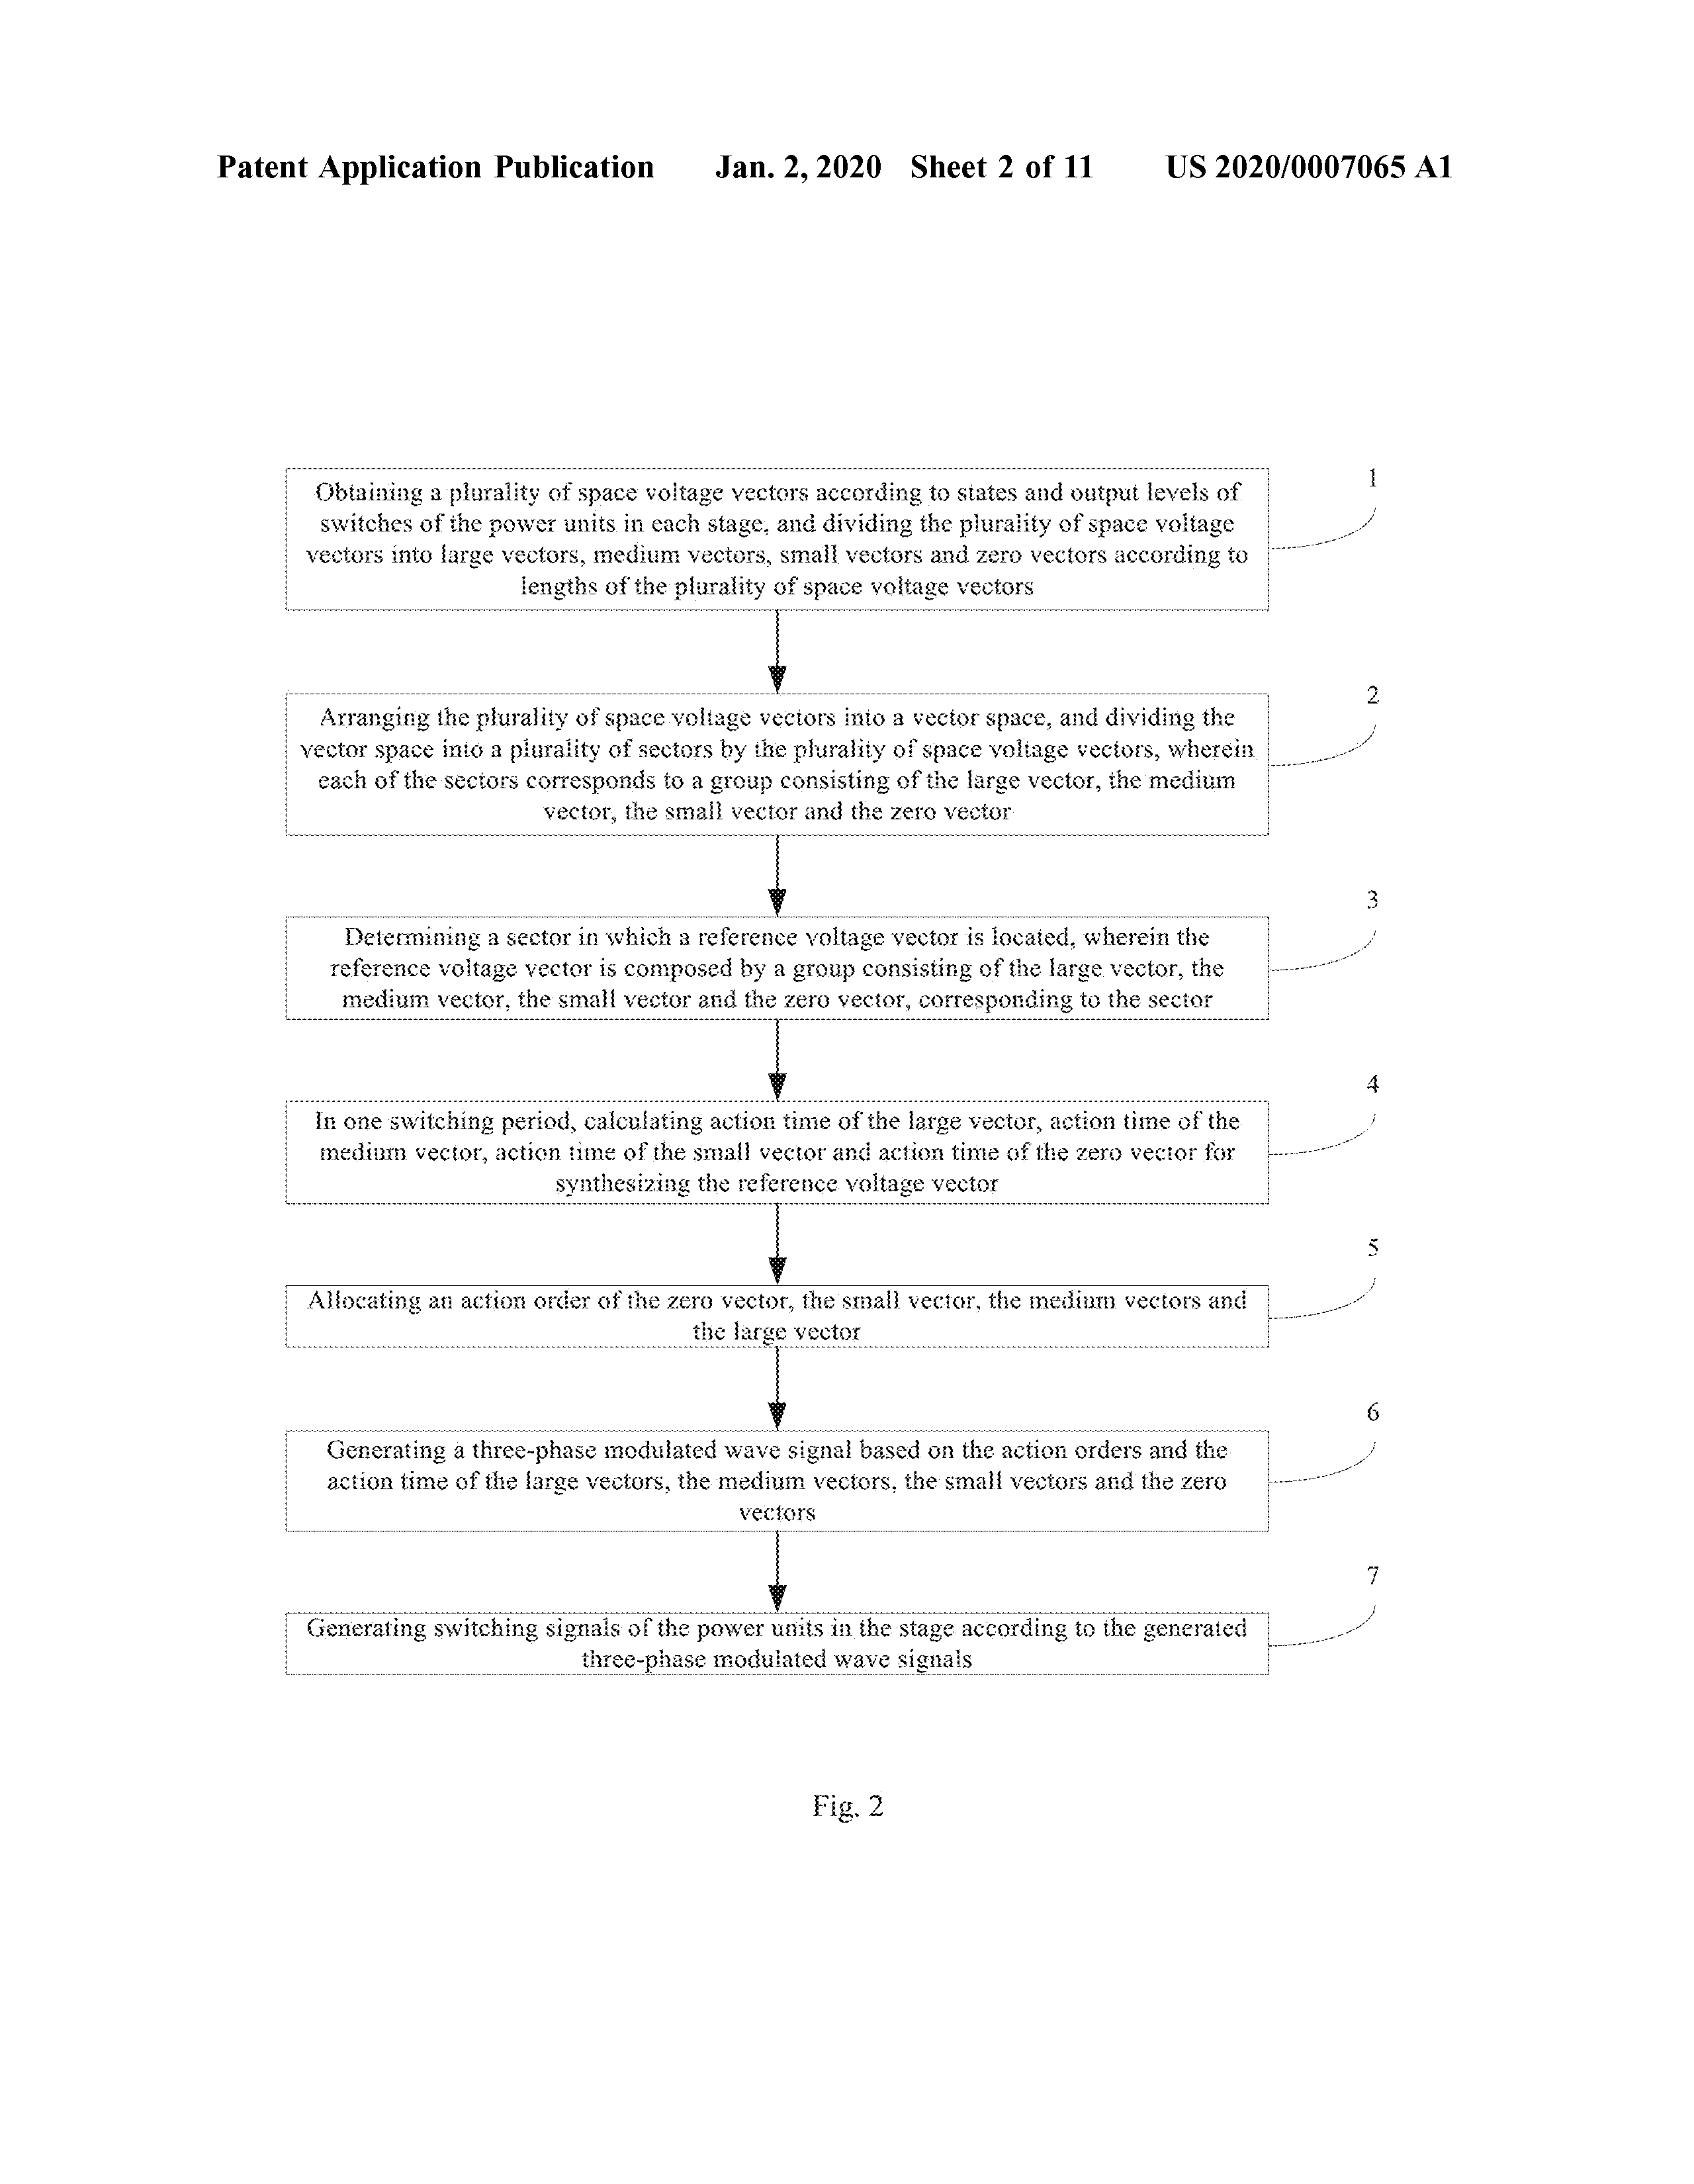 Patent Application Publication Jan. 2, 2020 Sheet 2 of 11 US 2020/0007065 A1
1
Obtaining a plurality of space voltage vectors according to states and output levels of
switches of the power units in each stage, and dividing the plurality of space voltage
vectors into large vectors, medium vectors, small vectors and zero vectors according to
lengths of the plurality of space voltage vectors
2
Arranging the plurality of space voltage vectors into a vector space, and dividing the
vector space into a plurality of sectors by the plurality of space voltage vectors, wherein
each of the sectors corresponds to a group consisting of the large vector, the medium
vector, the small vector and the zero vector
3
Determining a sector in which a reference voltage vector is located, wherein the
reference voltage vector is composed by a group consisting of the large vector, the
medium vector, the small vector and the zero vector, corresponding to the sector
4
In one switching period, calculating action time of the large vector, action time of the
medium vector, action time of the small vector and action time of the zero vector for
synthesizing the reference voltage vector
5
Allocating an action order of the zero vector, the small vector, the medium vectors and
the large vector
6
Generating a three-phase modulated wave signal based on the action orders and the
action time of the large vectors, the medium vectors, the small vectors and the zero
vectors
7
Generating switching signals of the power units in the stage according to the generated
three-phase modulated wave signals
Fig. 2